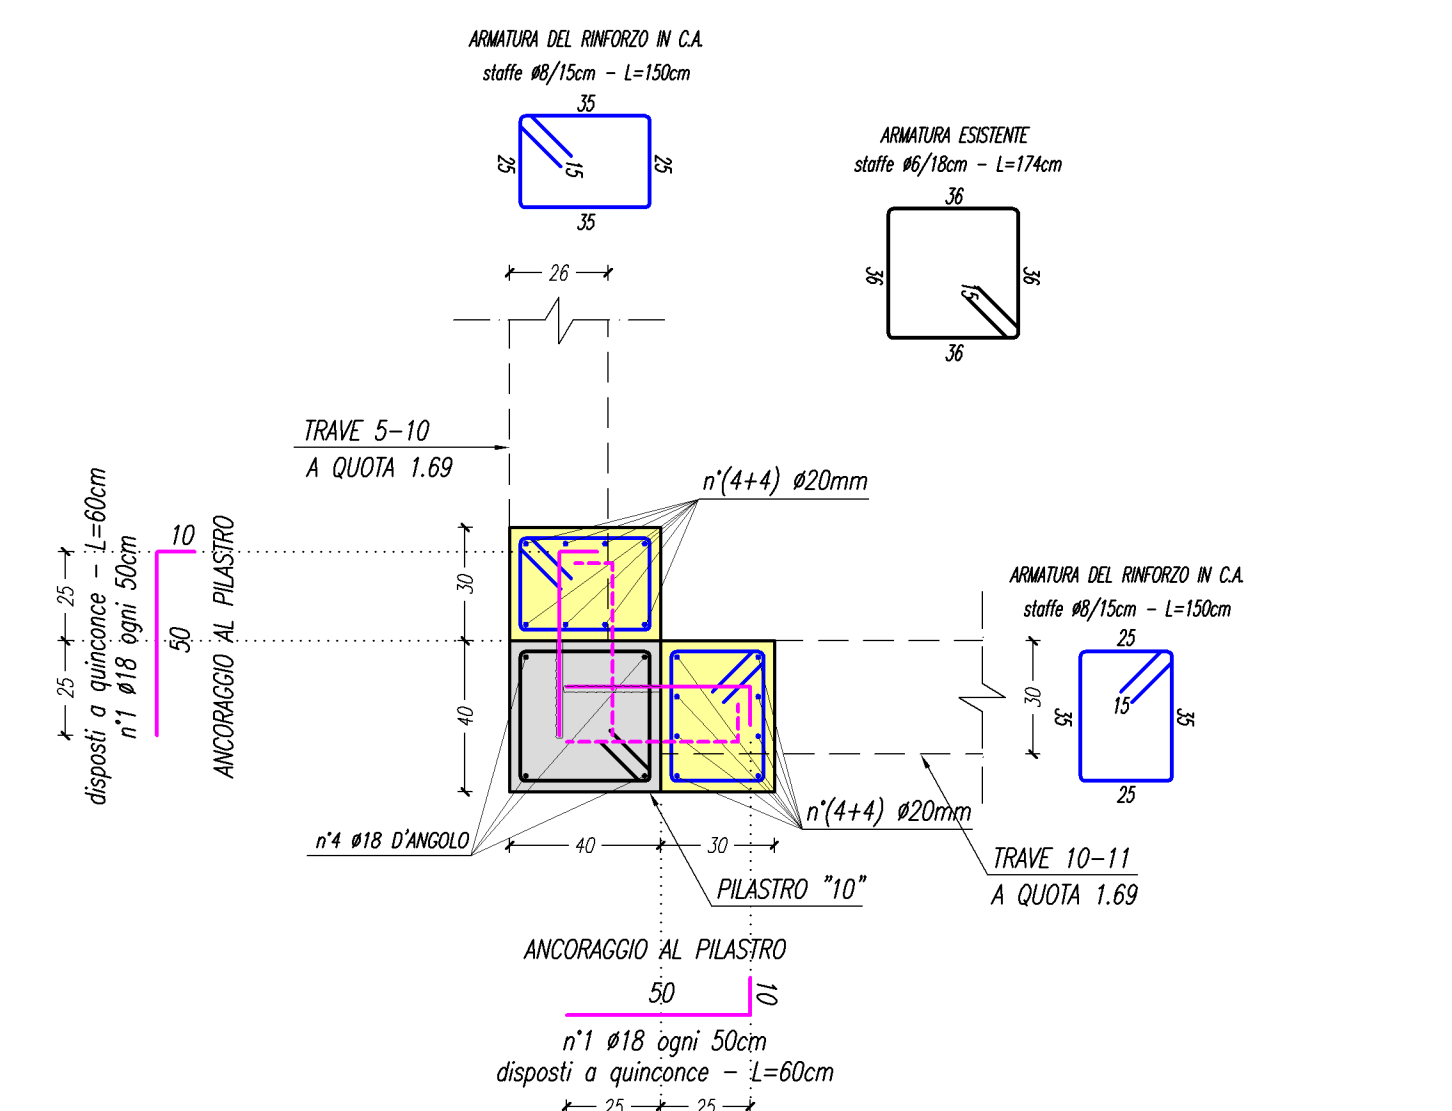 ARMATURA DEL RINFORZO IN C.A.
staffe ø8/15cm - L=150cm
35
25
15
25
35
ARMATURA ESISTENTE
staffe ø6/18cm - L=174cm
36
36
15
36
36
26
TRAVE 5-10
A QUOTA 1.69
n°(4+4) ø20mm
10
50
ANCORAGGIO AL PILASTRO
n°1 ø18 ogni 50cm
disposti a quinconce - L=60cm
25
25
30
40
ARMATURA DEL RINFORZO IN C.A.
staffe ø8/15cm - L=150cm
25
35
15
35
25
30
n°(4+4) ø20mm
n°4 ø18 D'ANGOLO
40
30
TRAVE 10-11
A QUOTA 1.69
PILASTRO "10"
ANCORAGGIO AL PILASTRO
50
10
n°1 ø18 ogni 50cm
disposti a quinconce - L=60cm
25
25